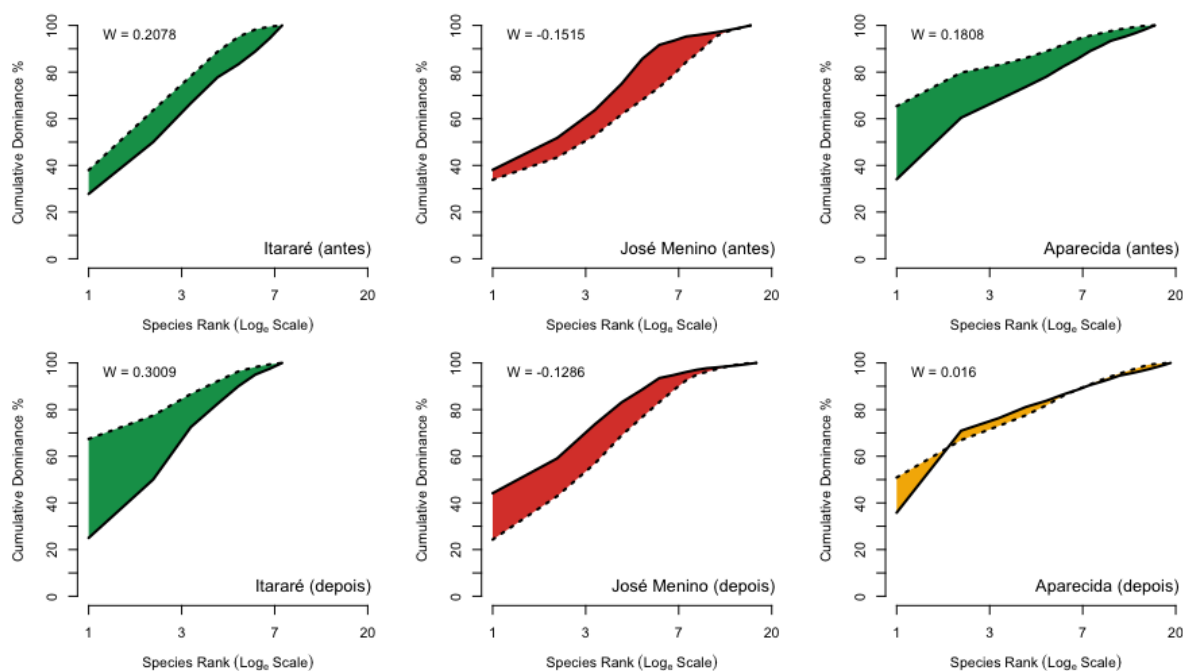 Cumulative Dominance %
0 20 40 60 80 100
W = 0.2078
Itararé (antes)
1 3 7 20
Species Rank (Logₑ Scale)
Cumulative Dominance %
0 20 40 60 80 100
W = -0.1515
José Menino (antes)
1 3 7 20
Species Rank (Logₑ Scale)
Cumulative Dominance %
0 20 40 60 80 100
W = 0.1808
Aparecida (antes)
1 3 7 20
Species Rank (Logₑ Scale)
Cumulative Dominance %
0 20 40 60 80 100
W = 0.3009
Itararé (depois)
1 3 7 20
Species Rank (Logₑ Scale)
Cumulative Dominance %
0 20 40 60 80 100
W = -0.1286
José Menino (depois)
1 3 7 20
Species Rank (Logₑ Scale)
Cumulative Dominance %
0 20 40 60 80 100
W = 0.016
Aparecida (depois)
1 3 7 20
Species Rank (Logₑ Scale)